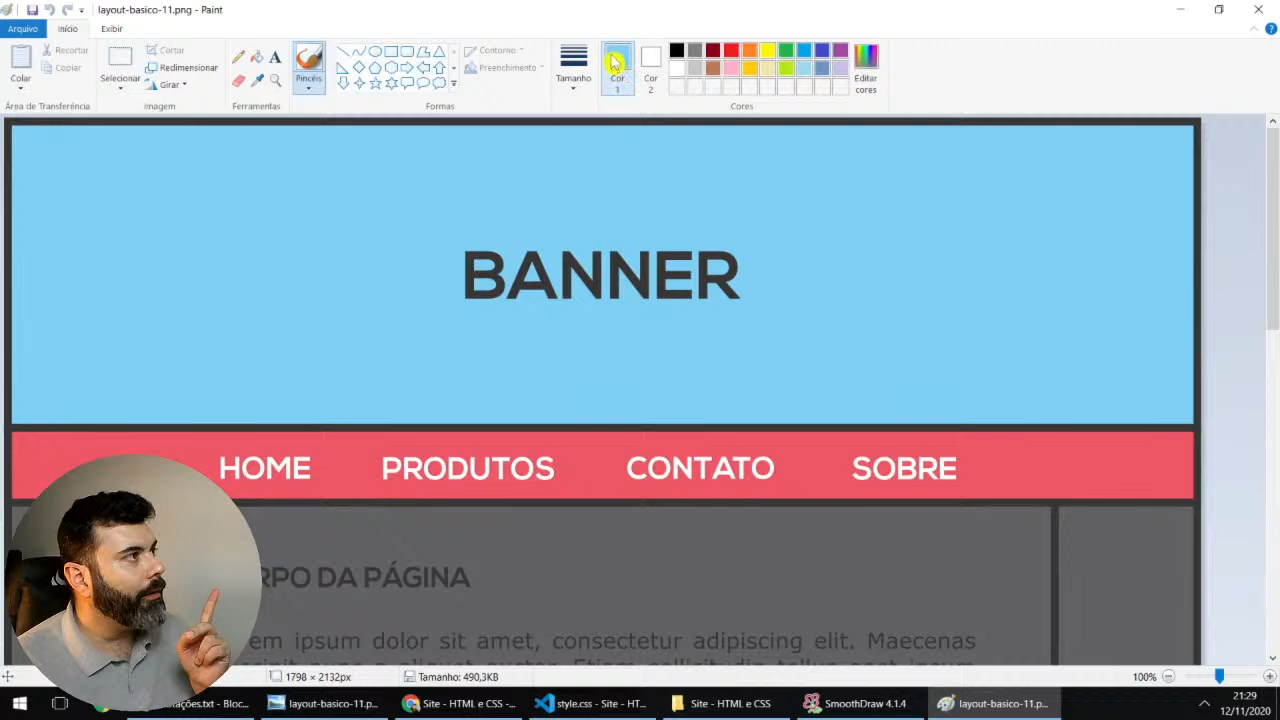 layout-basico-11.png - Paint
Arquivo Início Exibir
Colar
Recortar
Copiar
Área de Transferência
Selecionar
Cortar
Redimensionar
Girar
Imagem
Ferramentas
Pincéis
Contorno
Preenchimento
Formas
Tamanho
Cor
1
Cor
2
Editar
cores
Cores
BANNER
HOME PRODUTOS CONTATO SOBRE
RPO DA PÁGINA
em ipsum dolor sit amet, consectetur adipiscing elit. Maecenas
1798 × 2132px Tamanho: 490,3KB 100%
tações.txt - Bloc... layout-basico-11.p... Site - HTML e CSS -... style.css - Site - HT... Site - HTML e CSS SmoothDraw 4.1.4 layout-basico-11.p...
21:29
12/11/2020